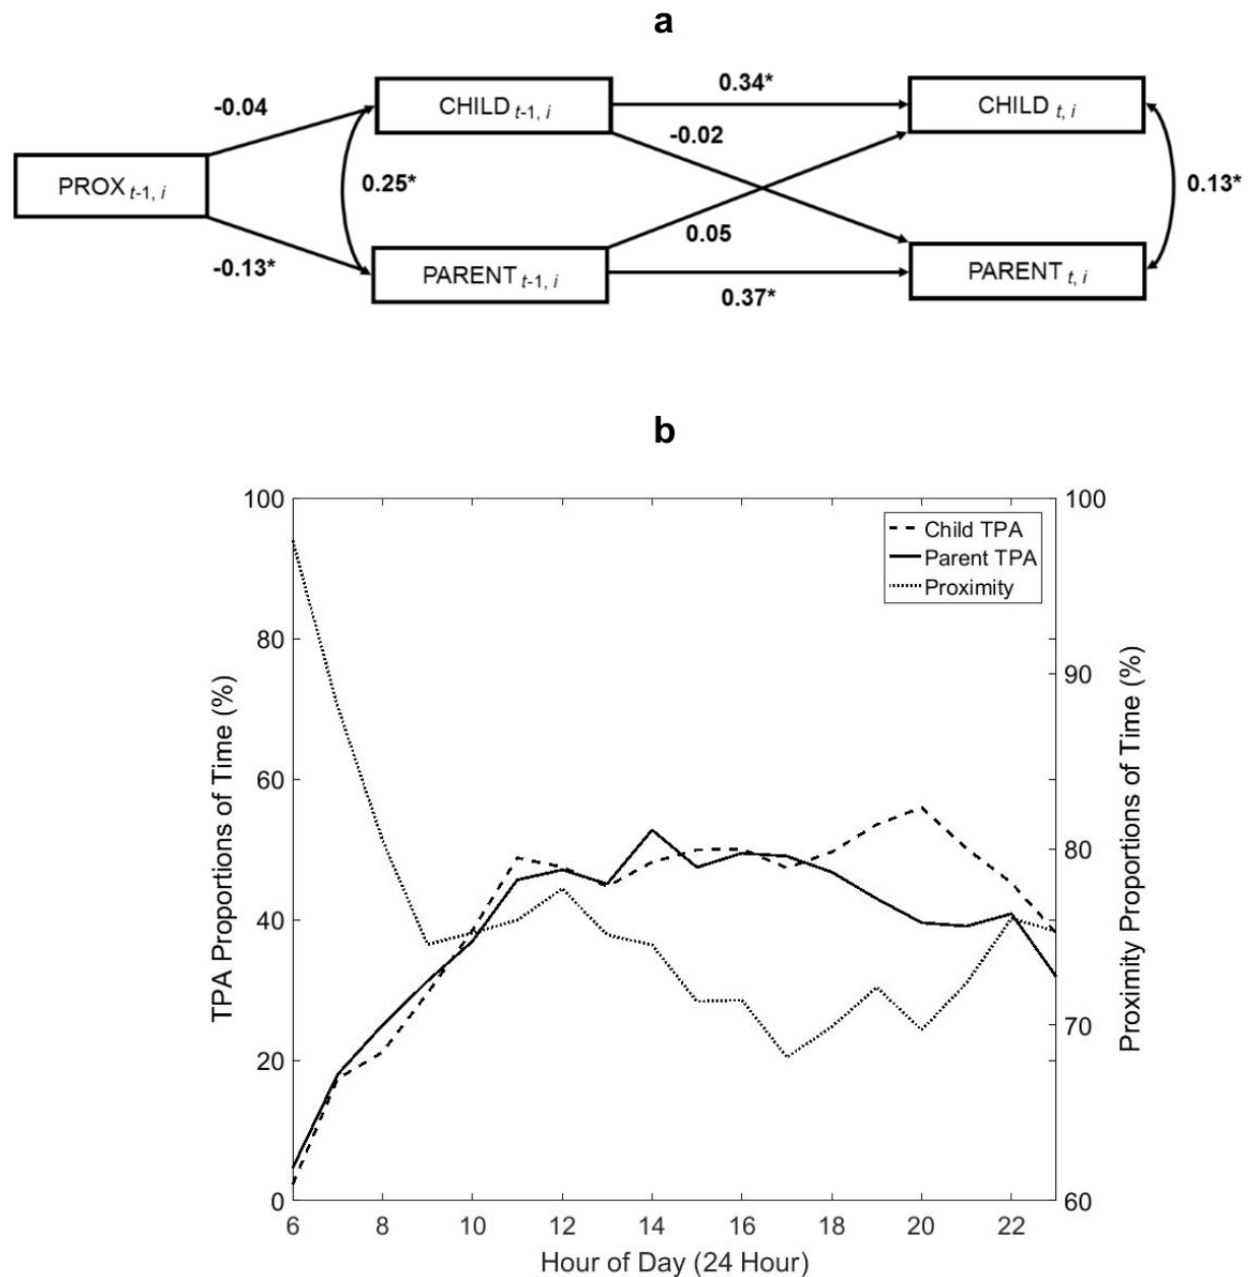 a
-0.04
CHILD t-1, i
0.34*
CHILD t, i
-0.02
PROX t-1, i
0.25*
0.13*
0.05
-0.13*
PARENT t-1, i
0.37*
PARENT t, i
b
100
80
60
40
20
0
TPA Proportions of Time (%)
Child TPA
Parent TPA
Proximity
100
90
80
70
60
Proximity Proportions of Time (%)
6 8 10 12 14 16 18 20 22
Hour of Day (24 Hour)